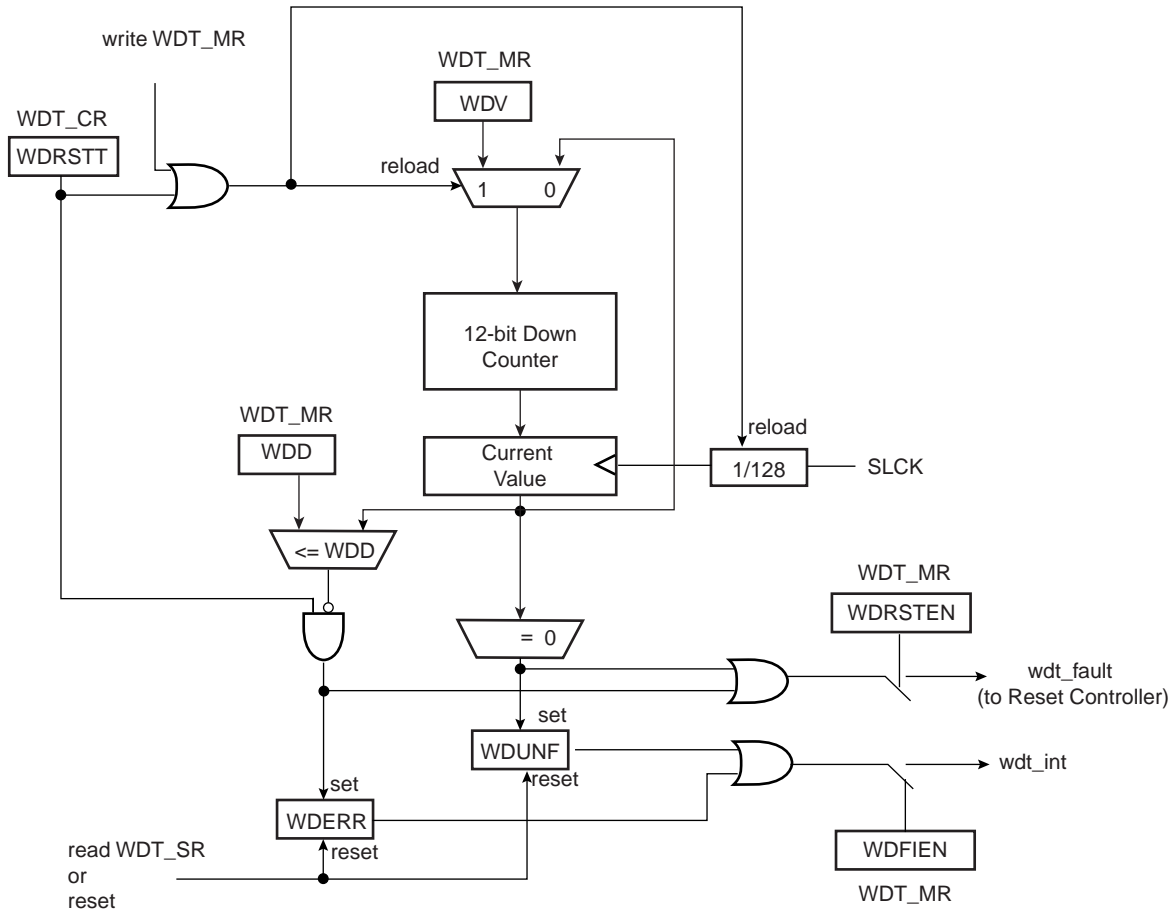 write WDT_MR
WDT_MR
WDV
WDT_CR
WDRSTT
reload
1 0
12-bit Down
Counter
WDT_MR
WDD
Current
Value
reload
1/128
SLCK
<= WDD
= 0
WDT_MR
WDRSTEN
wdt_fault
(to Reset Controller)
set
WDUNF
reset
wdt_int
set
WDERR
reset
read WDT_SR
or
reset
WDFIEN
WDT_MR